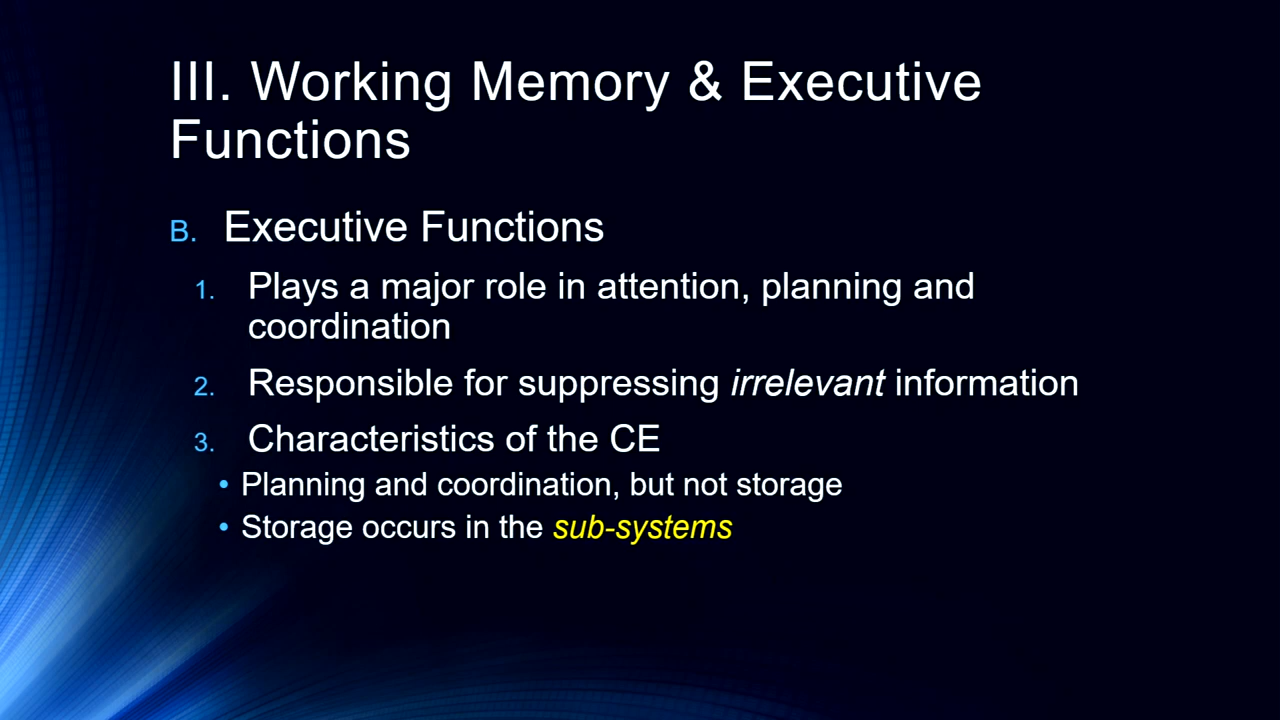 III. Working Memory & Executive
Functions
B. Executive Functions
1. Plays a major role in attention, planning and
coordination
2. Responsible for suppressing irrelevant information
3. Characteristics of the CE
• Planning and coordination, but not storage
• Storage occurs in the sub-systems